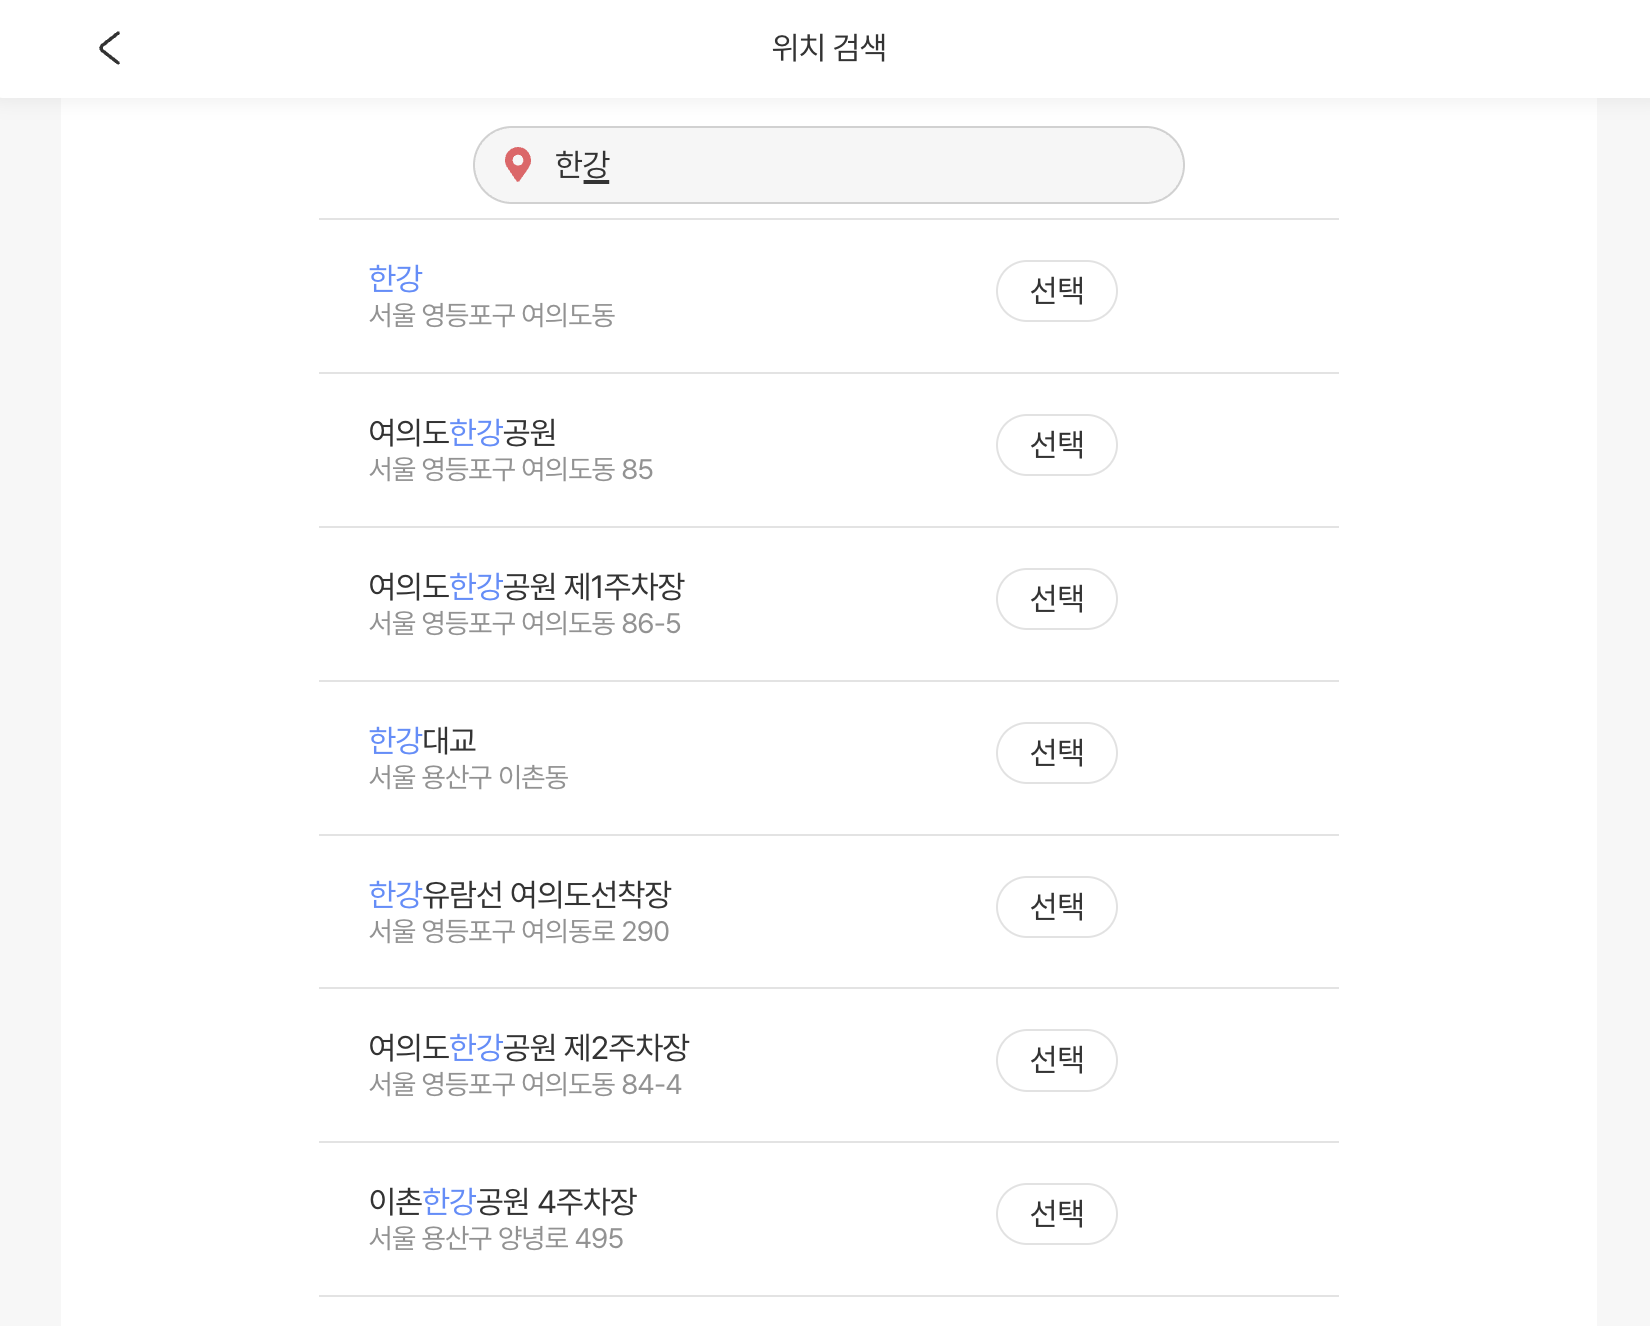 위치 검색
한강
한강
서울 영등포구 여의도동
선택
여의도한강공원
서울 영등포구 여의도동 85
선택
여의도한강공원 제1주차장
서울 영등포구 여의도동 86-5
선택
한강대교
서울 용산구 이촌동
선택
한강유람선 여의도선착장
서울 영등포구 여의동로 290
선택
여의도한강공원 제2주차장
서울 영등포구 여의도동 84-4
선택
이촌한강공원 4주차장
서울 용산구 양녕로 495
선택